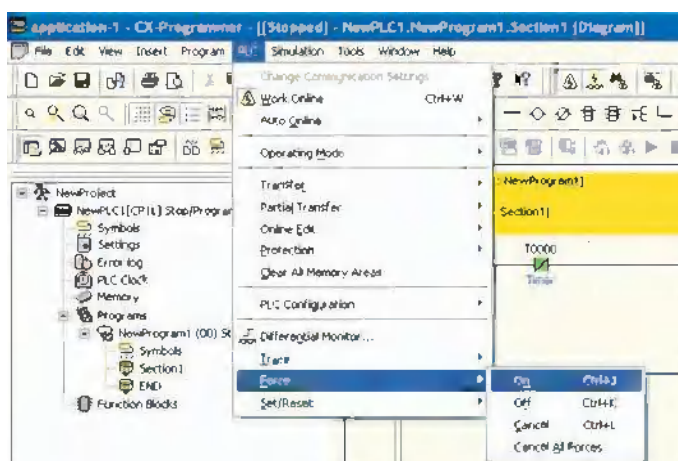 application-1 - CX-Programmer - [[Stopped] - NewPLC1.NewProgram1.Section1 [Diagram]]
File Edit View Insert Program PLC Simulation Tools Window Help
Change Communication Settings
Work Online Ctrl+W
Auto Online
Operating Mode
Transfer
Partial Transfer
Online Edit
Protection
Clear All Memory Areas
PLC Configuration
Differential Monitor...
Trace
Force
Set/Reset
On Ctrl+J
Off Ctrl+K
Cancel Ctrl+L
Cancel All Forces
NewProject
NewPLC1[CP1L] Stop/Program
Symbols
Settings
Error log
PLC Clock
Memory
Programs
NewProgram1 (00) St
Symbols
Section1
END
Function Blocks
NewProgram1]
Section1]
T0000
Timer